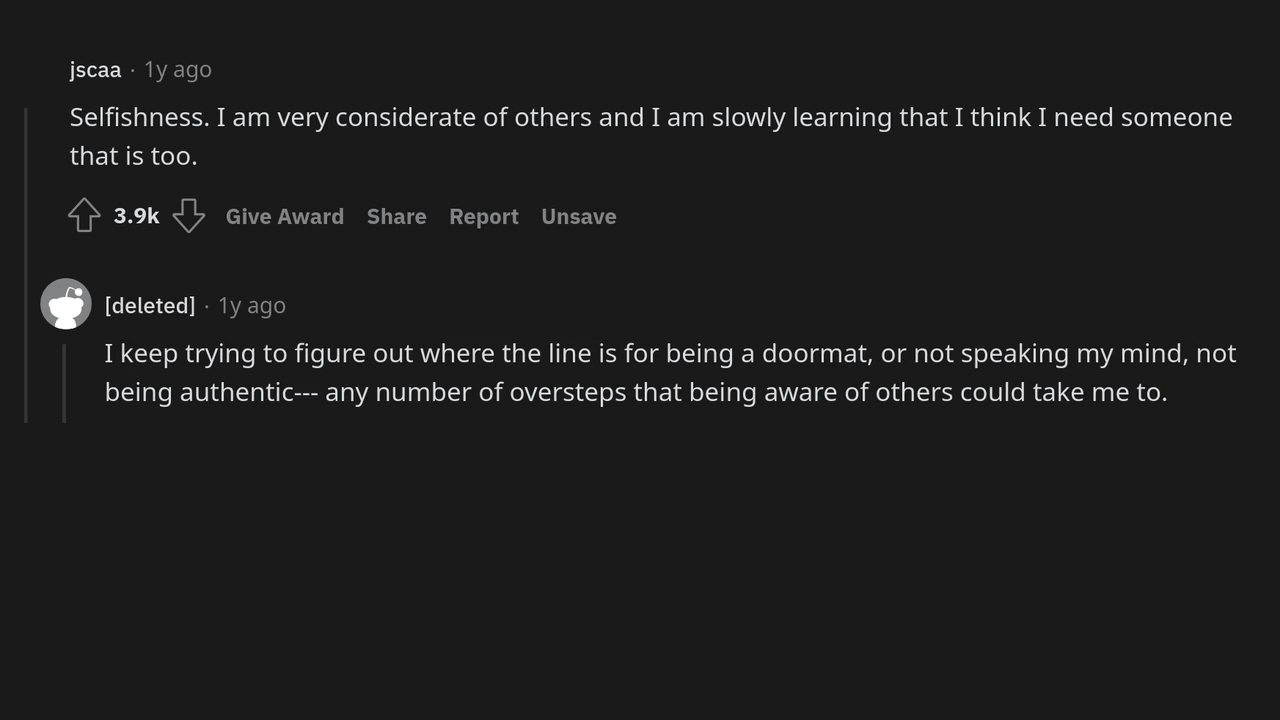 jscaa · 1y ago
Selfishness. I am very considerate of others and I am slowly learning that I think I need someone
that is too.
3.9k Give Award Share Report Unsave
[deleted] · 1y ago
I keep trying to figure out where the line is for being a doormat, or not speaking my mind, not
being authentic--- any number of oversteps that being aware of others could take me to.